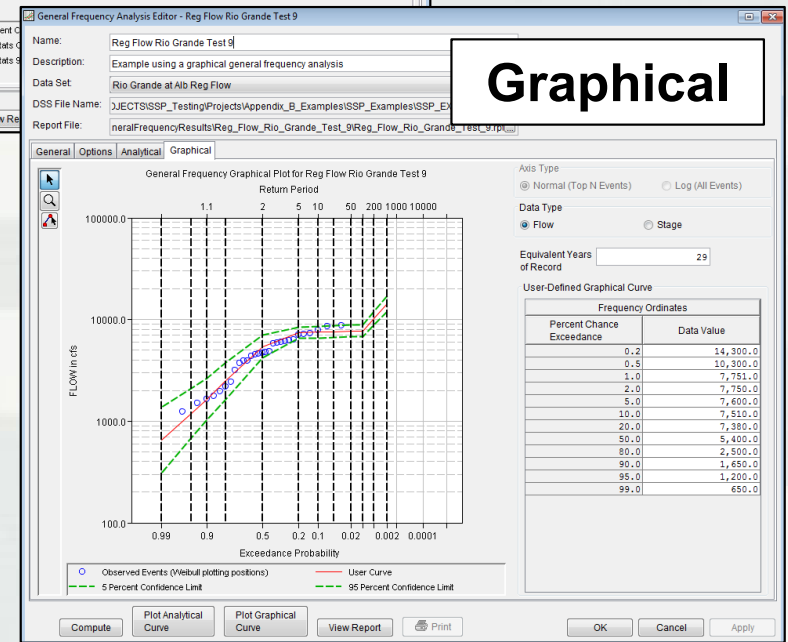 General Frequency Analysis Editor - Reg Flow Rio Grande Test 9
Name: Reg Flow Rio Grande Test 9
Description: Example using a graphical general frequency analysis
Data Set: Rio Grande at Alb Reg Flow
DSS File Name: OJECTS\SSP_Testing\Projects\Appendix_B_Examples\SSP_Examples\SSP_EX
Report File: neralFrequencyResults\Reg_Flow_Rio_Grande_Test_9\Reg_Flow_Rio_Grande_Test_9.rpt ...
Graphical
General Options Analytical Graphical
General Frequency Graphical Plot for Reg Flow Rio Grande Test 9
Return Period
1.1 2 5 10 50 200 1000 10000
100000.0
10000.0
1000.0
100.0
FLOW in cfs
0.99 0.9 0.5 0.2 0.1 0.02 0.002 0.0001
Exceedance Probability
Observed Events (Weibull plotting positions) User Curve
5 Percent Confidence Limit 95 Percent Confidence Limit
Axis Type
Normal (Top N Events) Log (All Events)
Data Type
Flow Stage
Equivalent Years
of Record 29
User-Defined Graphical Curve
Frequency Ordinates
Percent Chance
Exceedance Data Value
0.2 14,300.0
0.5 10,300.0
1.0 7,751.0
2.0 7,750.0
5.0 7,600.0
10.0 7,510.0
20.0 7,380.0
50.0 5,400.0
80.0 2,500.0
90.0 1,650.0
95.0 1,200.0
99.0 650.0
Compute Plot Analytical Curve Plot Graphical Curve View Report Print OK Cancel Apply